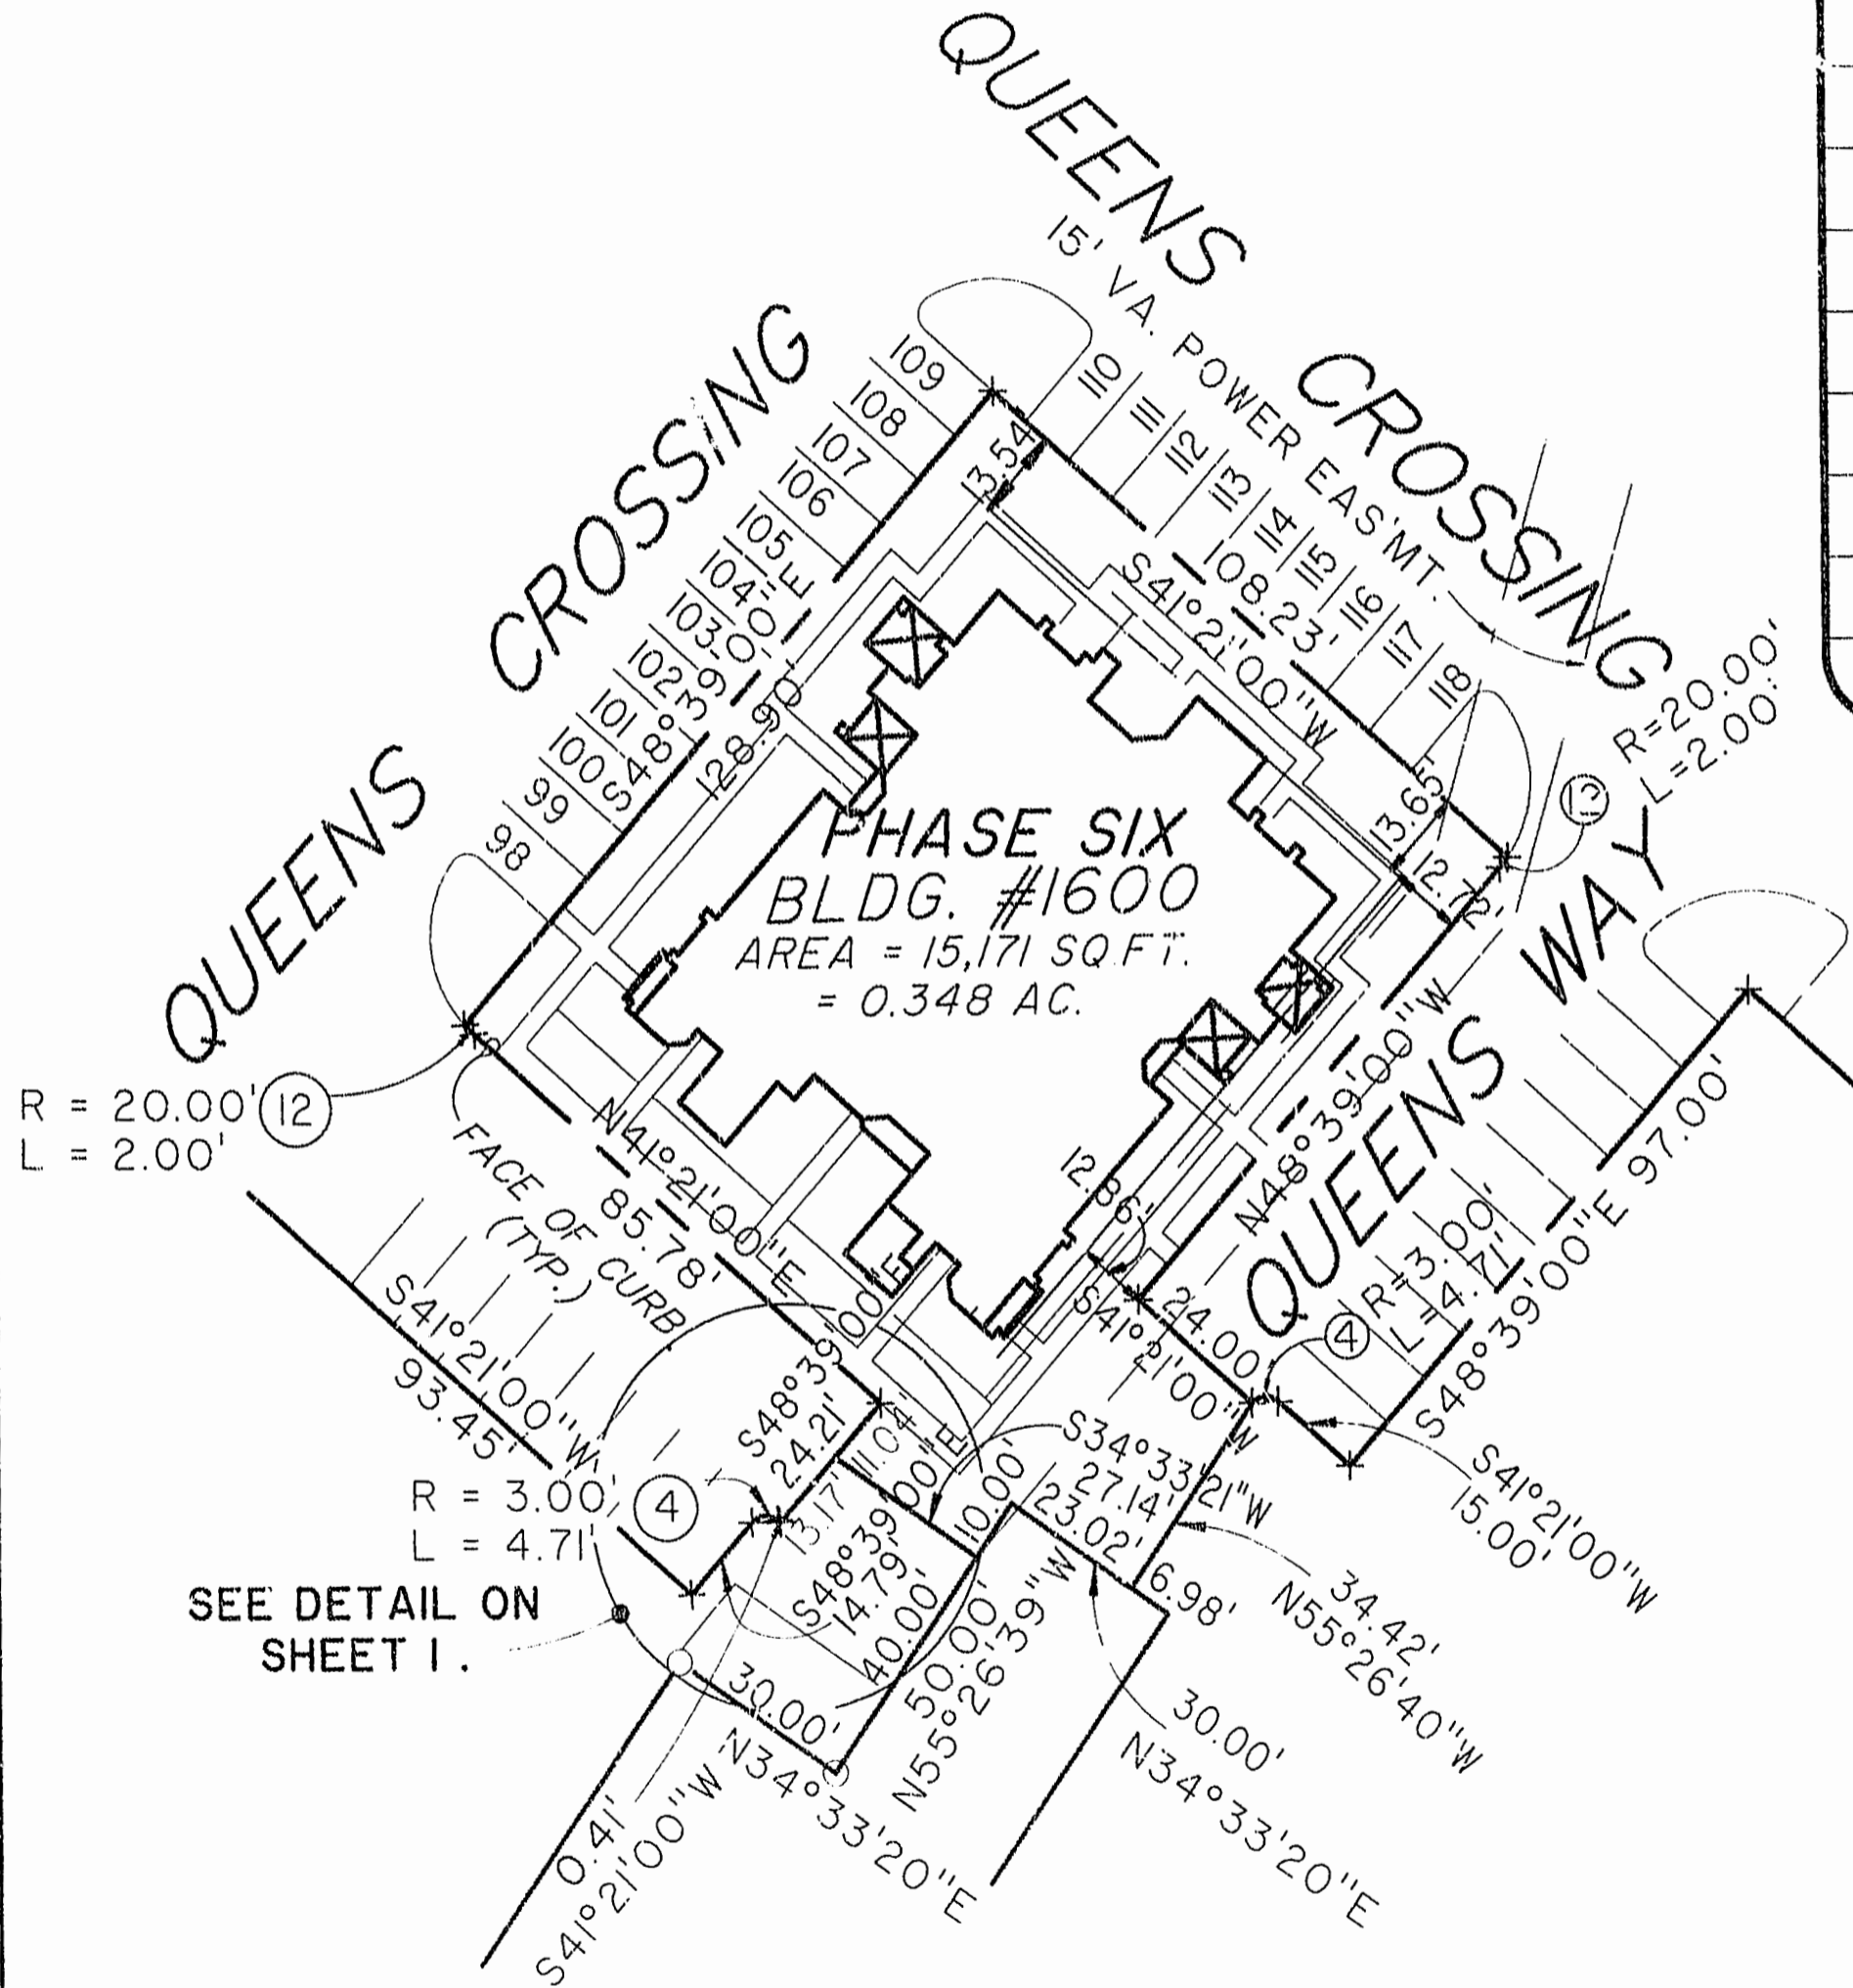 QUEENS
CROSSING
15' VA. POWER EAS'MT.
QUEENS
CROSSING
109
108
107
106
105
104
103
102
101
100
99
98
110
111
112
113
114
115
116
117
118
13.54'
S48°39'00"E
128.90'
S41°21'00"W
108.23'
R=20.00'
L=2.00'
13
13.65'
12.72'
PHASE SIX
BLDG. #1600
AREA = 15,171 SQ.FT.
= 0.348 AC.
QUEENS WAY
N48°39'00"W
R = 20.00'
L = 2.00'
12
FACE OF CURB
(TYP.)
N41°21'00"E
85.78'
12.86'
S41°21'00"W
24.00'
4
R=3.00'
L=4.71'
S48°39'00"E 97.00'
S41°21'00"W
93.45'
S48°39'00"E
24.21'
R = 3.00'
L = 4.71'
4
13.17'
11.04'
S48°39'00"E
14.79'
10.00'
S34°33'21"W
27.14'
23.02'
6.98'
S41°21'00"W
15.00'
34.42'
N55°26'40"W
SEE DETAIL ON
SHEET 1.
40.00'
50.00'
N55°26'39"W
30.00'
N34°33'20"E
30.00'
N34°33'20"E
0.41'
S41°21'00"W